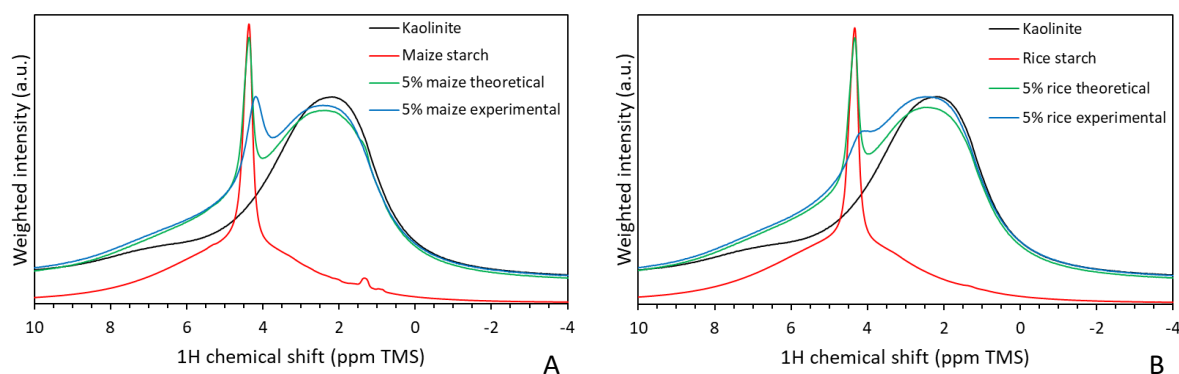 Weighted intensity (a.u.)
Kaolinite
Maize starch
5% maize theoretical
5% maize experimental
10 8 6 4 2 0 -2 -4
1H chemical shift (ppm TMS)
A
Weighted intensity (a.u.)
Kaolinite
Rice starch
5% rice theoretical
5% rice experimental
10 8 6 4 2 0 -2 -4
1H chemical shift (ppm TMS)
B